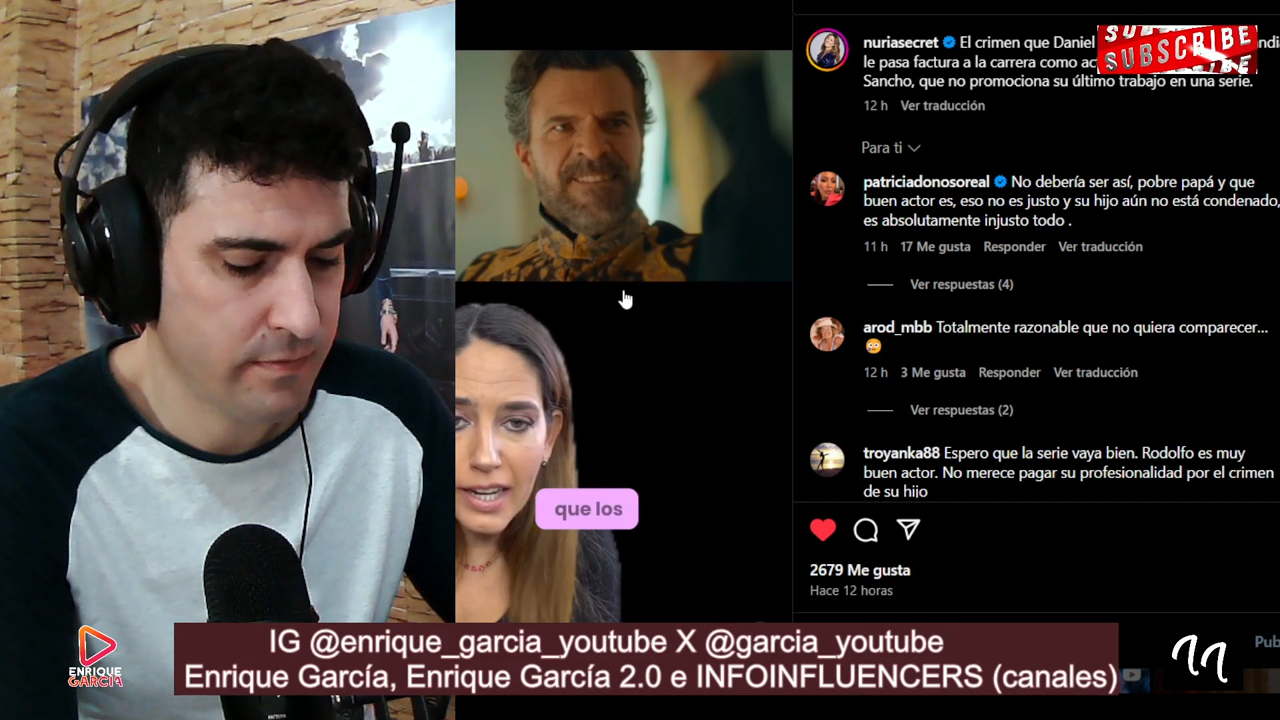 nuriasecret El crimen que Daniel
le pasa factura a la carrera como
Sancho, que no promociona su último trabajo en una serie.
12 h Ver traducción
Para ti
patriciadonosoreal No debería ser así, pobre papá y que
buen actor es, eso no es justo y su hijo aún no está condenado,
es absolutamente injusto todo .
11 h 17 Me gusta Responder Ver traducción
Ver respuestas (4)
arod_mbb Totalmente razonable que no quiera comparecer...
12 h 3 Me gusta Responder Ver traducción
Ver respuestas (2)
troyanka88 Espero que la serie vaya bien. Rodolfo es muy
buen actor. No merece pagar su profesionalidad por el crimen
de su hijo
2679 Me gusta
Hace 12 horas
SUBSCRIBE
SUBSCRIBE
SUBSCRIBE
que los
IG @enrique_garcia_youtube X @garcia_youtube
Enrique García, Enrique García 2.0 e INFOINFLUENCERS (canales)
ENRIQUE
GARCÍA